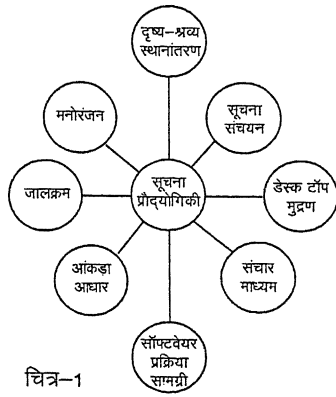 दृष्य-श्रव्य
स्थानांतरण
मनोरंजन
सूचना
संचयन
जालक्रम
सूचना
प्रौद्योगिकी
डेस्क टॉप
मुद्रण
आंकड़ा
आधार
संचार
माध्यम
सॉफ्टवेयर
प्रक्रिया
सामग्री
चित्र-1